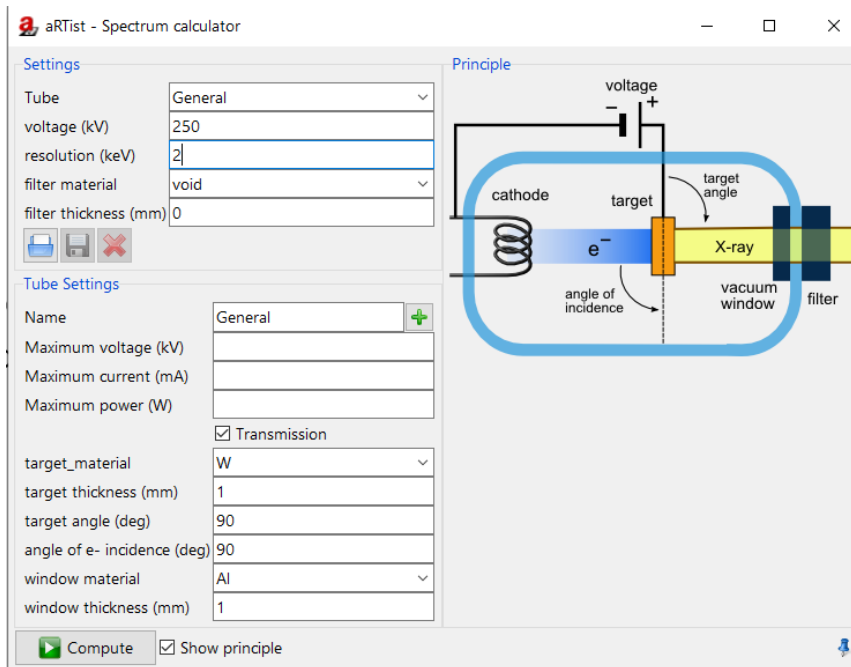 aRTist - Spectrum calculator
Settings
Tube General
voltage (kV) 250
resolution (keV) 2
filter material void
filter thickness (mm) 0
Tube Settings
Name General
Maximum voltage (kV)
Maximum current (mA)
Maximum power (W)
Transmission
target_material W
target thickness (mm) 1
target angle (deg) 90
angle of e- incidence (deg) 90
window material Al
window thickness (mm) 1
Compute Show principle
Principle
voltage
− +
cathode
target
target
angle
e−
X-ray
angle of
incidence
vacuum
window
filter